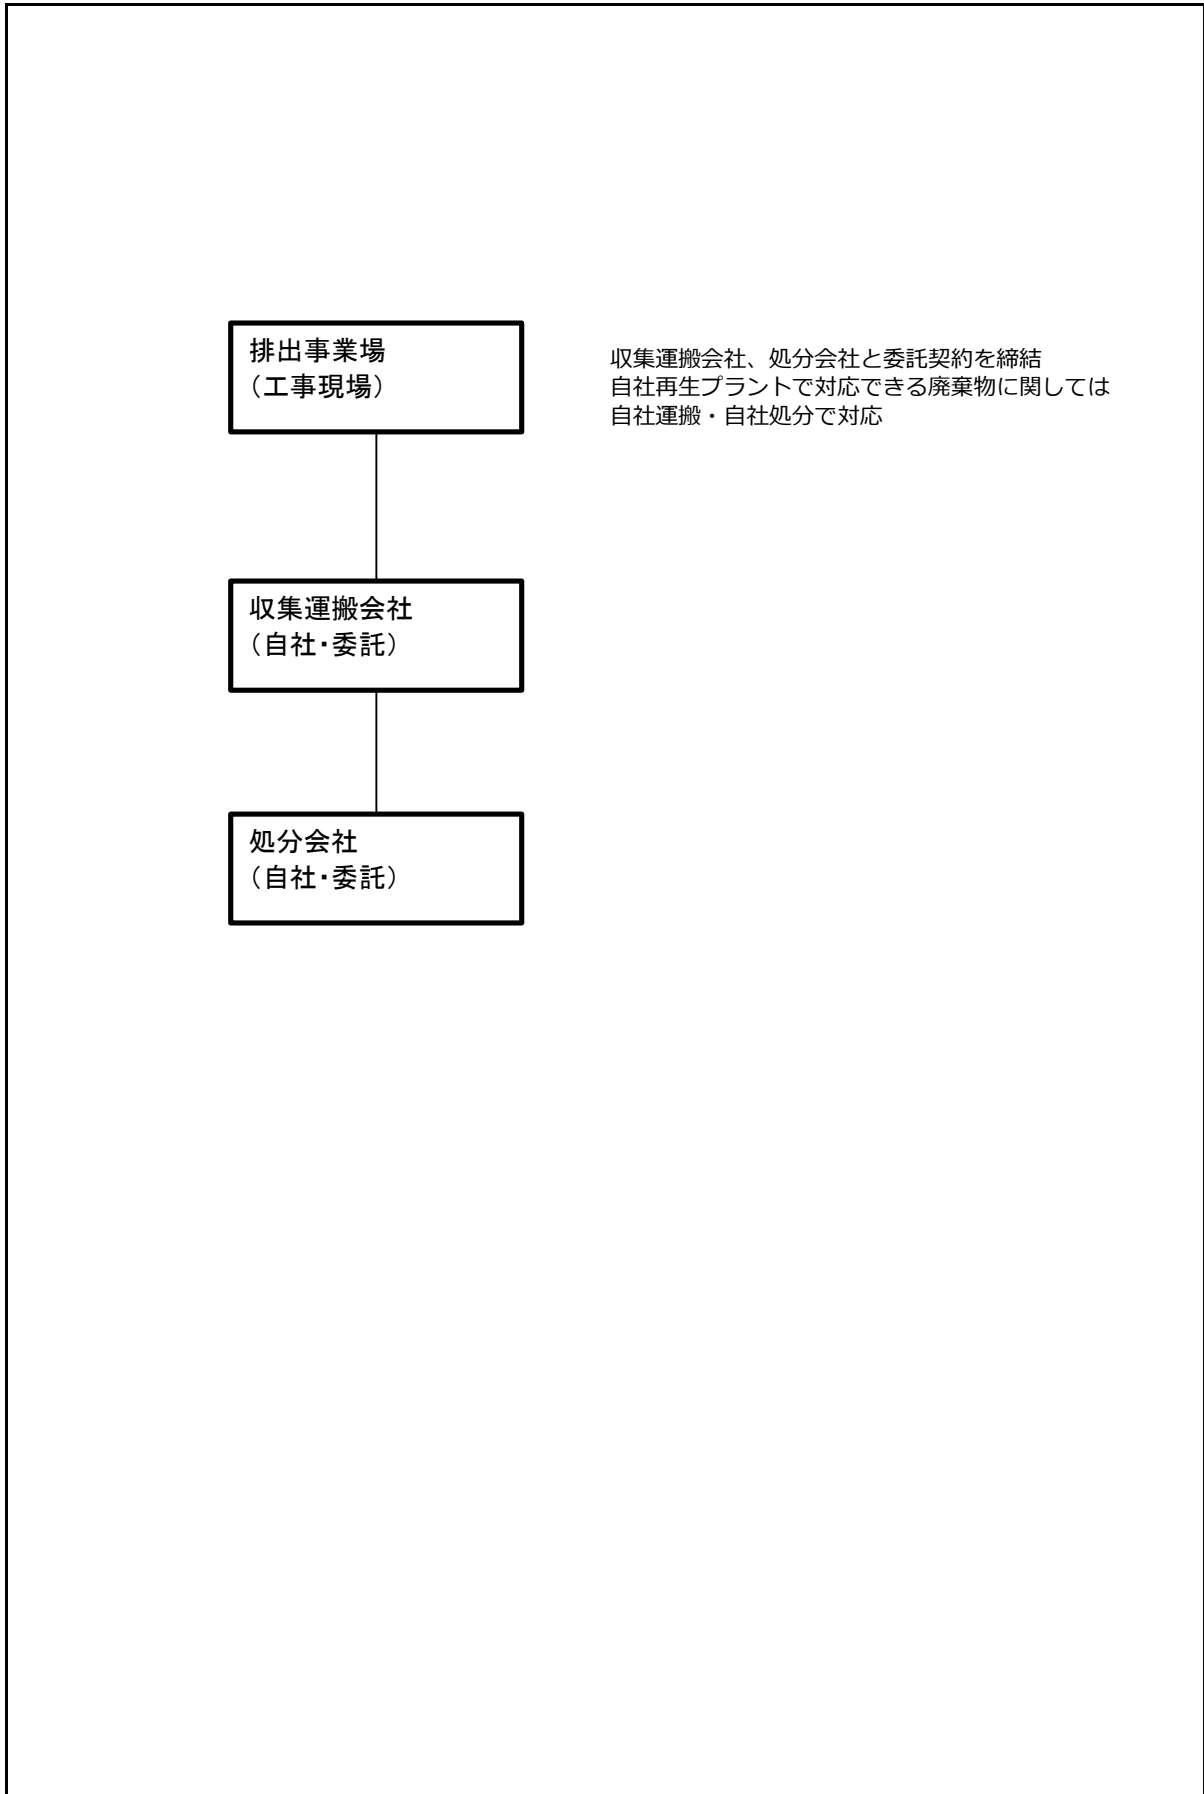 排出事業場
（工事現場）
収集運搬会社、処分会社と委託契約を締結
自社再生プラントで対応できる廃棄物に関しては
自社運搬・自社処分で対応
収集運搬会社
（自社・委託）
処分会社
（自社・委託）